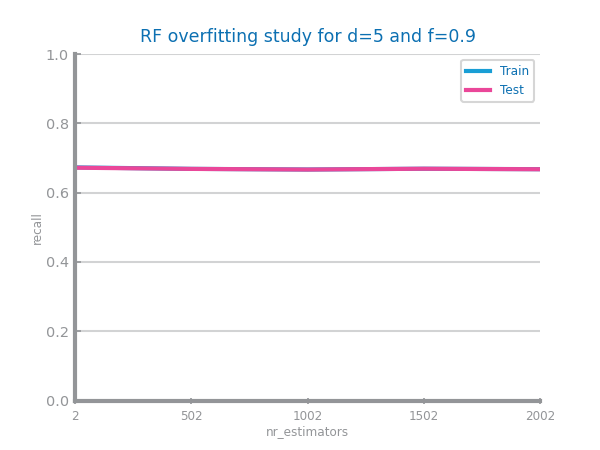 RF overfitting study for d=5 and f=0.9
1.0
Train
Test
0.8
0.6
recall
0.4
0.2
0.0
2 502 1002 1502 2002
nr_estimators